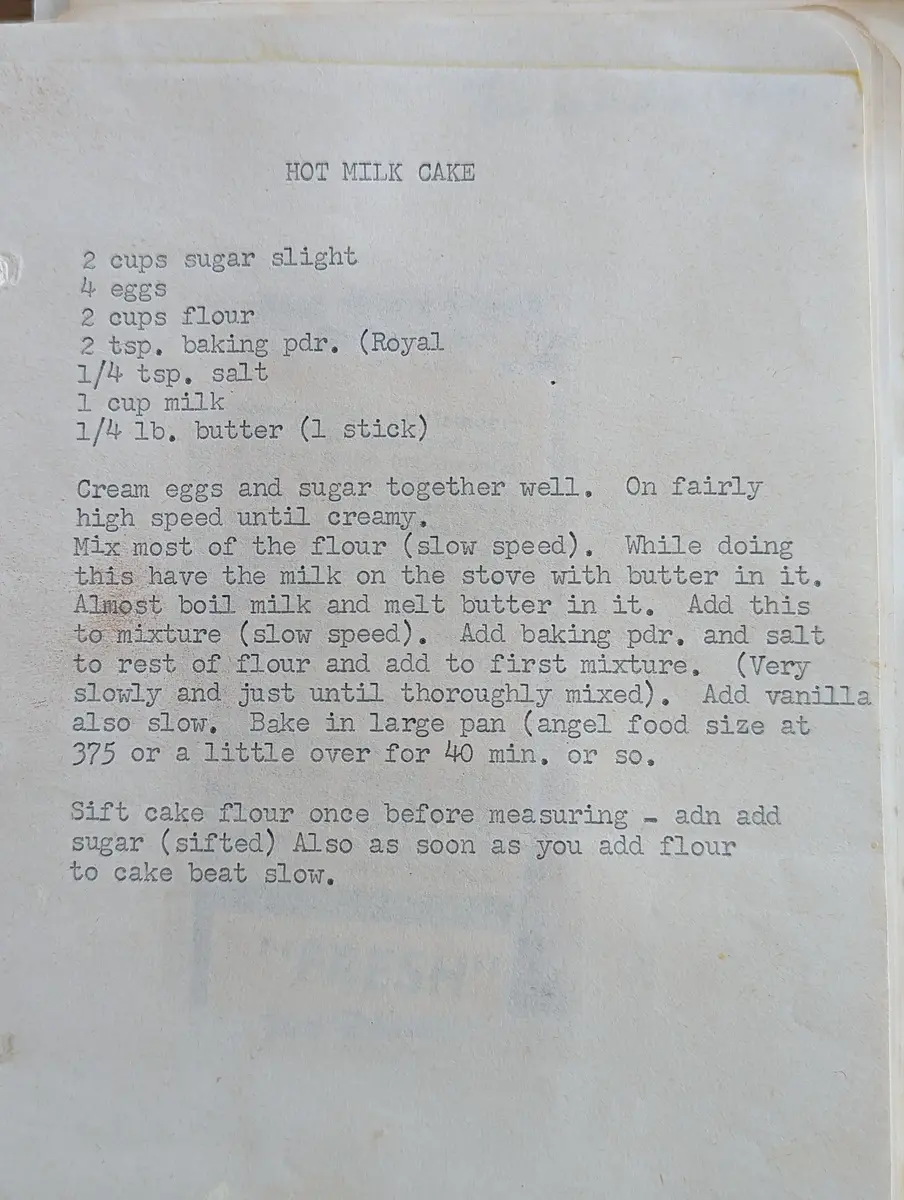 HOT MILK CAKE
2 cups sugar slight
4 eggs
2 cups flour
2 tsp. baking pdr. (Royal
1/4 tsp. salt
1 cup milk
1/4 lb. butter (1 stick)
Cream eggs and sugar together well. On fairly
high speed until creamy.
Mix most of the flour (slow speed). While doing
this have the milk on the stove with butter in it.
Almost boil milk and melt butter in it. Add this
to mixture (slow speed). Add baking pdr. and salt
to rest of flour and add to first mixture. (Very
slowly and just until thoroughly mixed). Add vanilla
also slow. Bake in large pan (angel food size at
375 or a little over for 40 min. or so.
Sift cake flour once before measuring - adn add
sugar (sifted) Also as soon as you add flour
to cake beat slow.